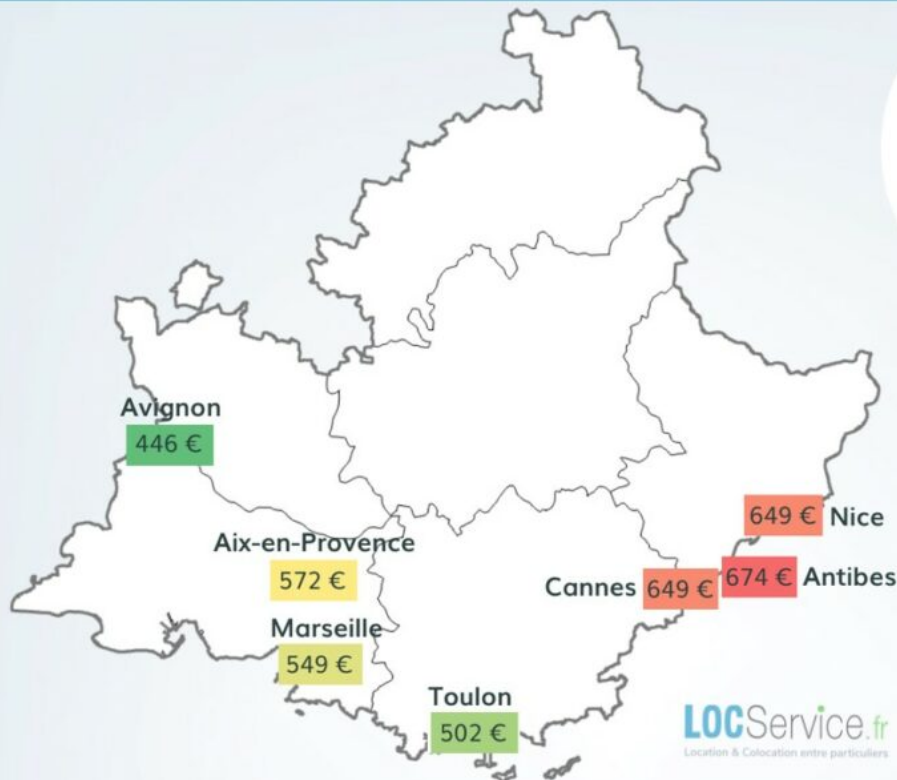 Avignon
446 €
Aix-en-Provence
572 €
Marseille
549 €
Toulon
502 €
649 € Nice
Cannes 649 €
674 € Antibes
LOCService.fr
Location & Colocation entre particuliers